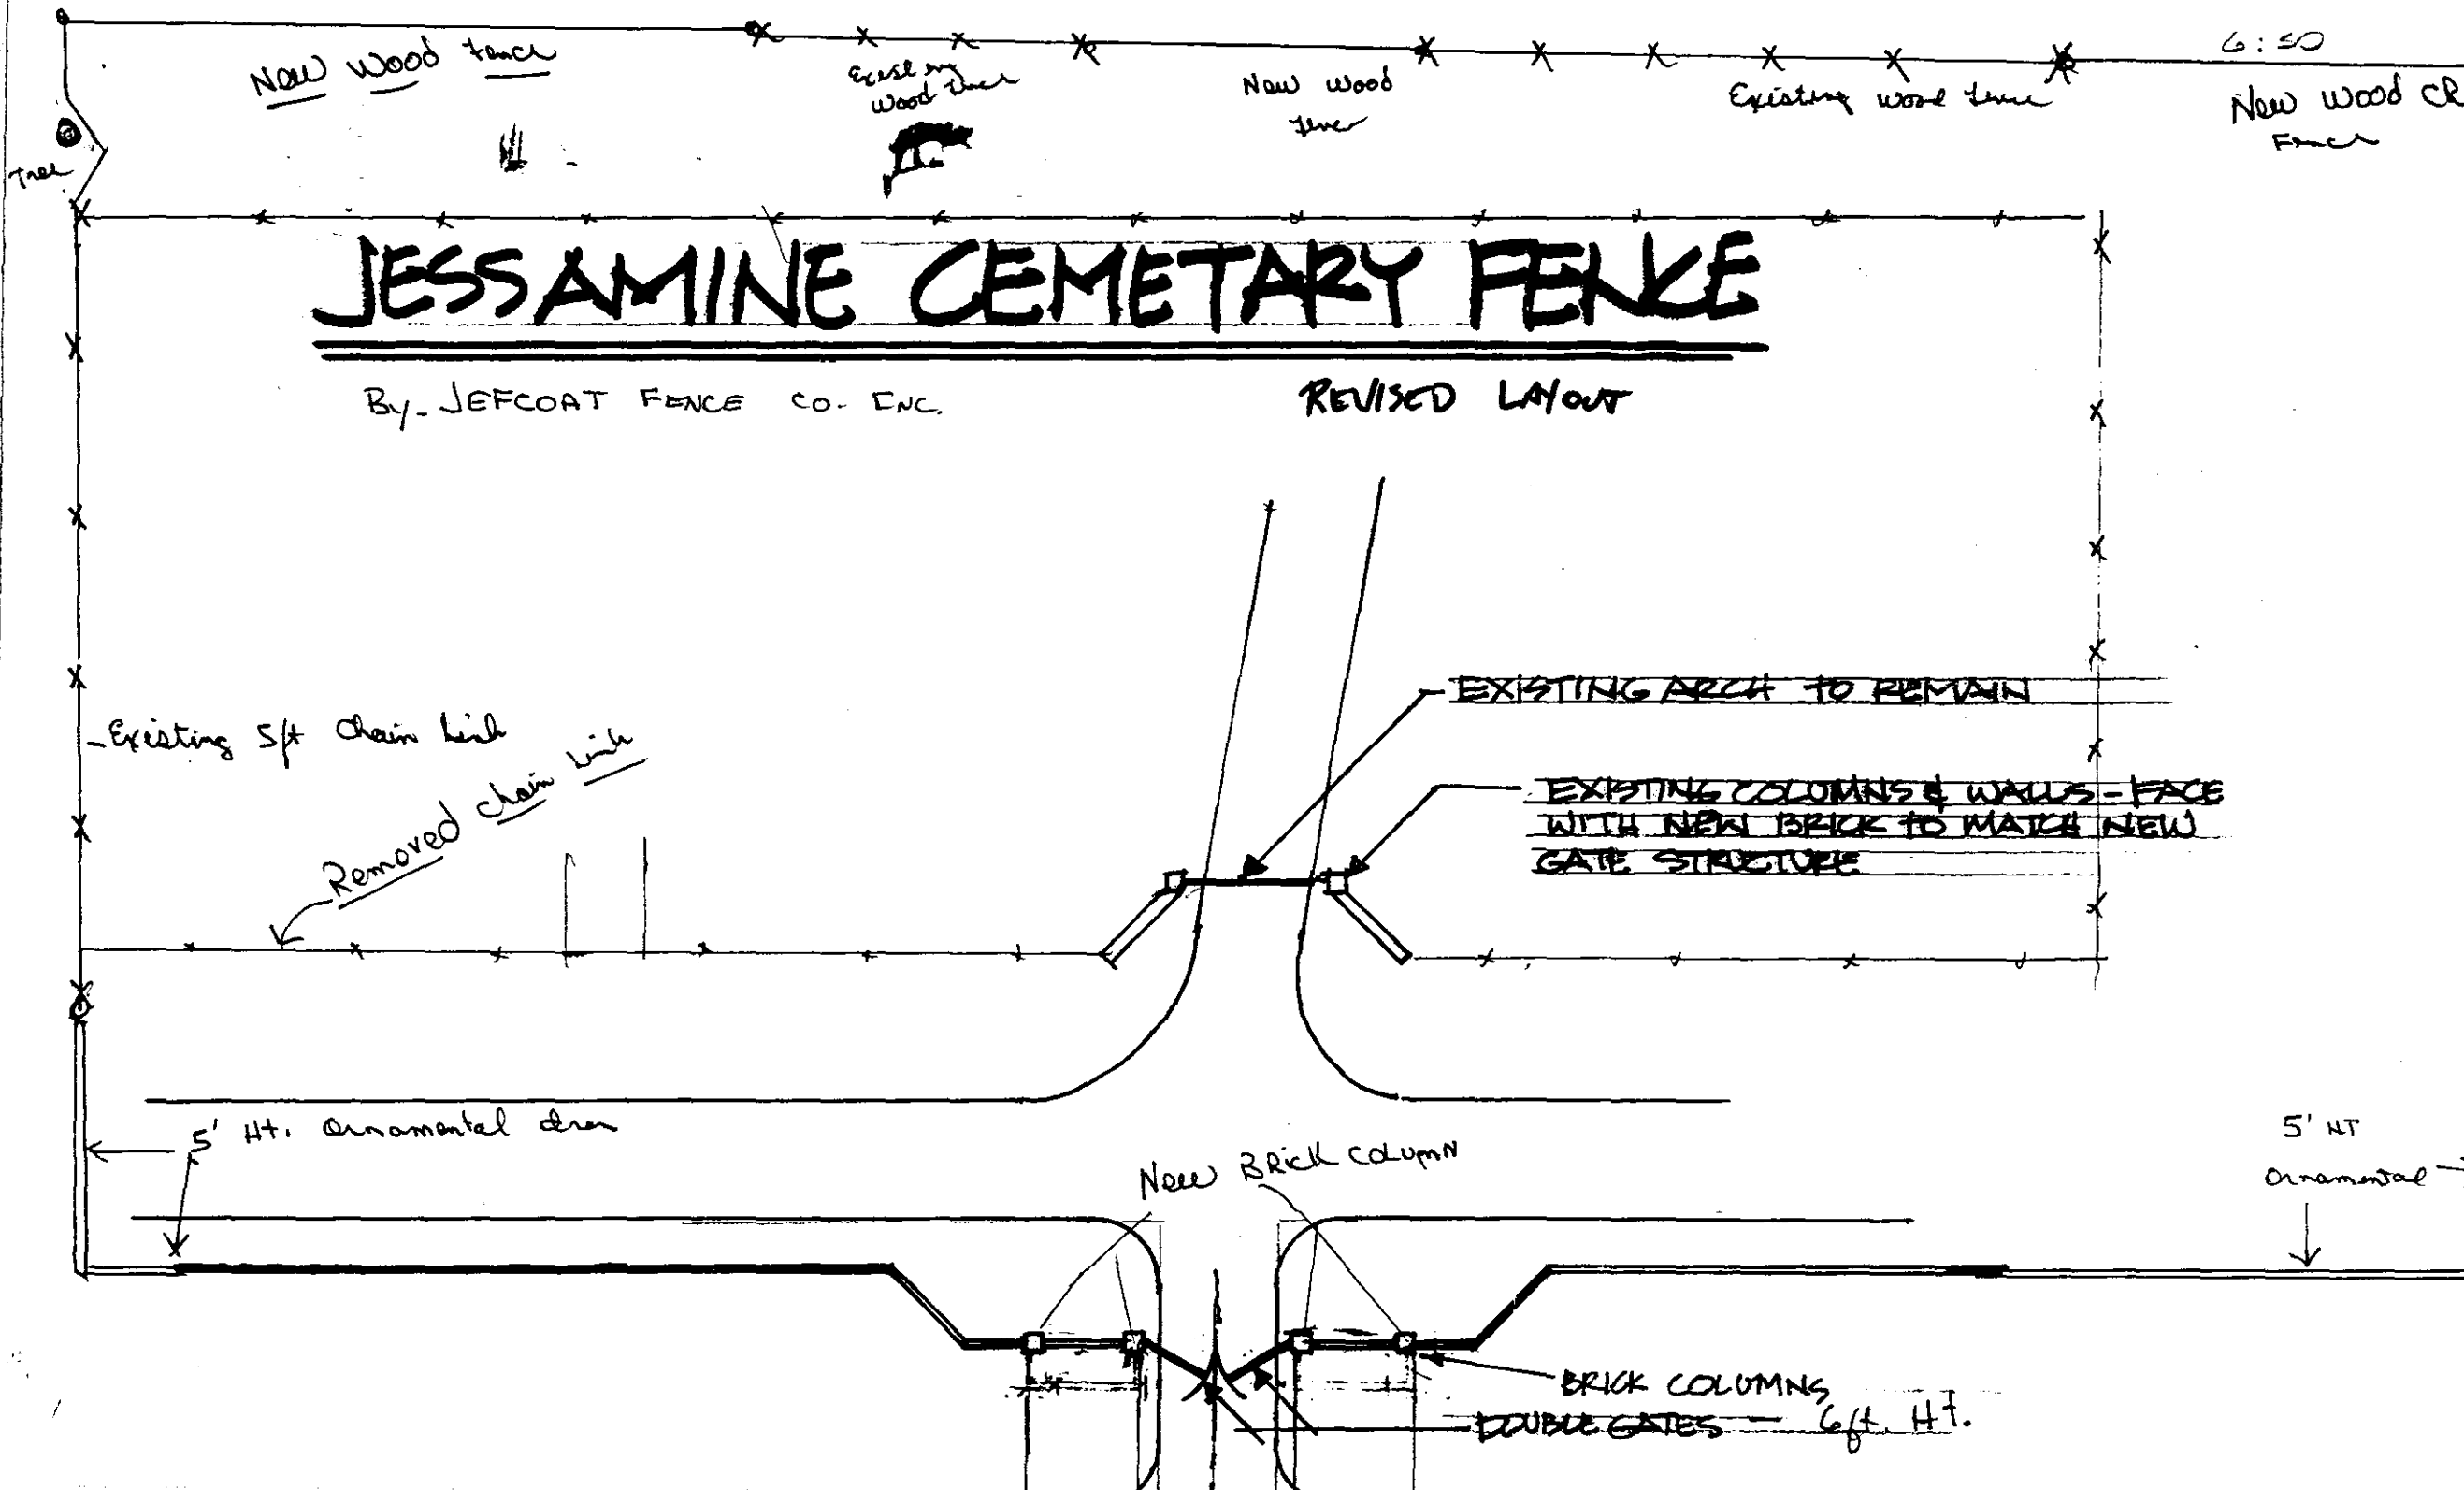 6:50
New Wood Fence
Existing
Wood Fence
New Wood
Fence
Existing wood fence
New Wood CR
Fence
Tree
JESSAMINE CEMETARY FENCE
By- JEFCOAT FENCE CO. INC.
REVISED LAYOUT
EXISTING ARCH TO REMAIN
-Existing 5ft Chain Link
Removed Chain Link
EXISTING COLUMNS & WALLS - FACE
WITH NEW BRICK TO MATCH NEW
GATE STRUCTURE
5' Ht. Ornamental Iron
5' HT
Ornamental
New BRick Column
BRICK COLUMNS
DOUBLE GATES — 6ft. Ht.